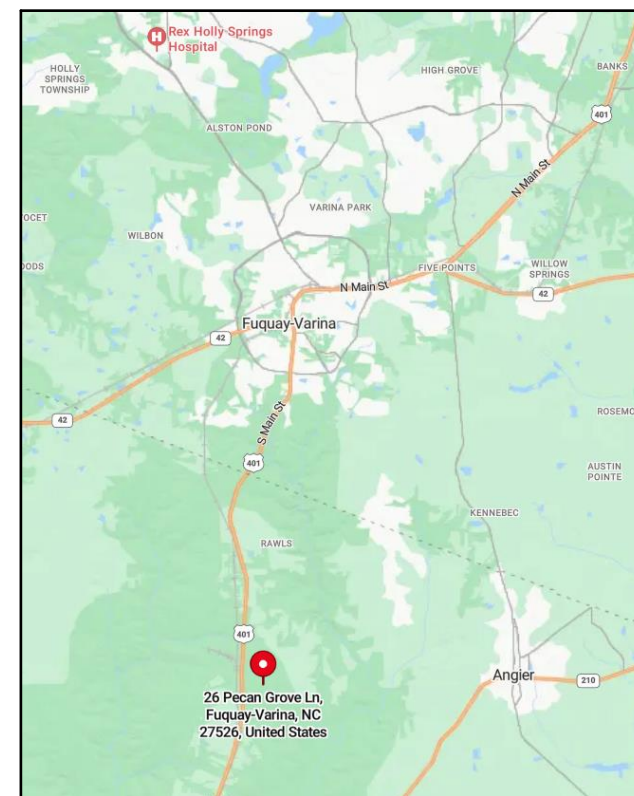 Rex Holly Springs
Hospital
H
HOLLY
SPRINGS
TOWNSHIP
HIGH GROVE
BANKS
401
ALSTON POND
N Main St
VARINA PARK
OCET
WILBON
OODS
FIVE POINTS
WILLOW
SPRINGS
N Main St
42
Fuquay-Varina
42
42
S Main St
ROSEMO
401
AUSTIN
POINTE
KENNEBEC
RAWLS
401
Angier
210
26 Pecan Grove Ln,
Fuquay-Varina, NC
27526, United States